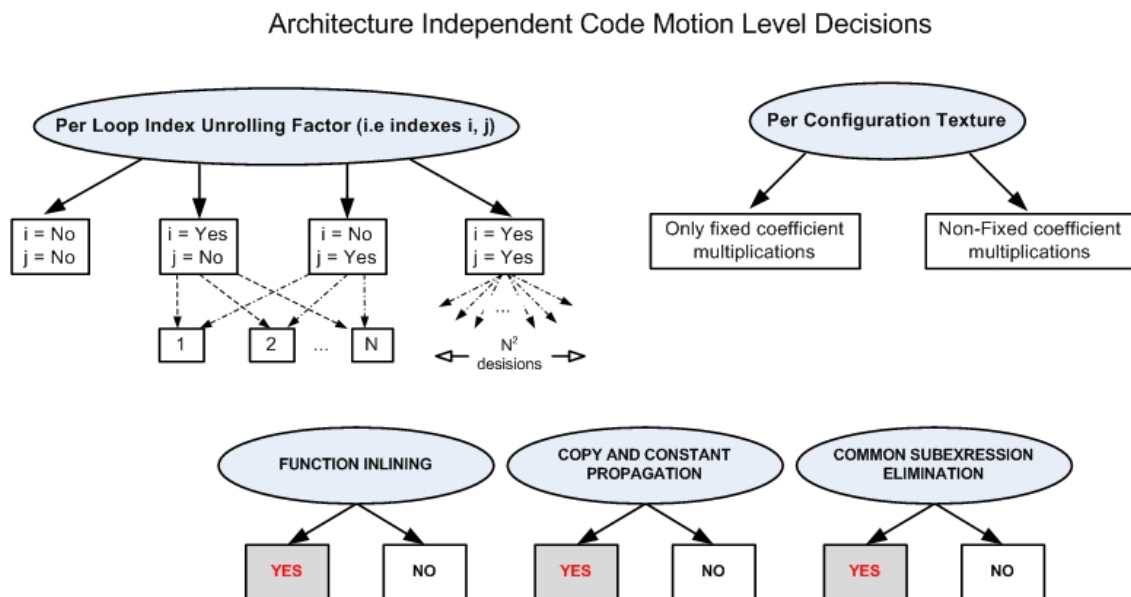 Architecture Independent Code Motion Level Decisions
Per Loop Index Unrolling Factor (i.e indexes i, j)
Per Configuration Texture
i = No
j = No
i = Yes
j = No
i = No
j = Yes
i = Yes
j = Yes
Only fixed coefficient
multiplications
Non-Fixed coefficient
multiplications
...
1
2
...
N
N²
desisions
FUNCTION INLINING
COPY AND CONSTANT
PROPAGATION
COMMON SUBEXRESSION
ELIMINATION
YES
NO
YES
NO
YES
NO